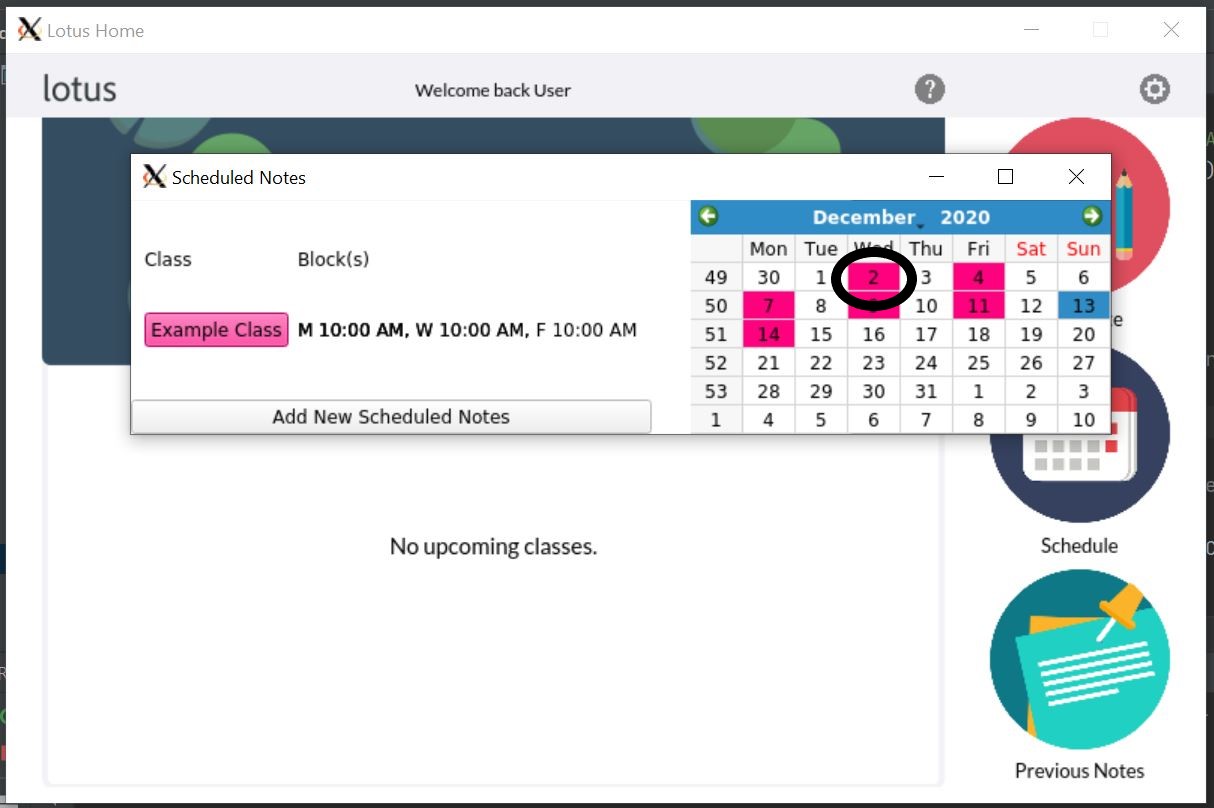 Lotus Home
lotus
Welcome back User
?
Scheduled Notes
Class Block(s)
Example Class M 10:00 AM, W 10:00 AM, F 10:00 AM
Add New Scheduled Notes
December 2020
Mon Tue Wed Thu Fri Sat Sun
49 30 1 2 3 4 5 6
50 7 8 9 10 11 12 13
51 14 15 16 17 18 19 20
52 21 22 23 24 25 26 27
53 28 29 30 31 1 2 3
1 4 5 6 7 8 9 10
No upcoming classes.
Schedule
Previous Notes